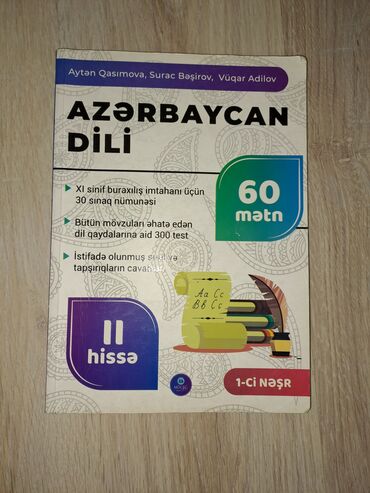 Aytən Qasımova, Surac Bəşirov, Vüqar Adilov
AZƏRBAYCAN
DİLİ
XI sinif buraxılış imtahanı üçün
30 sınaq nümunəsi
Bütün mövzuları əhatə edən
dil qaydalarına aid 300 test
İstifadə olunmuş
tapşırıqların
60
mətn
Aa Cc
Bb Çç
II
hissə
1-Cİ NƏŞR